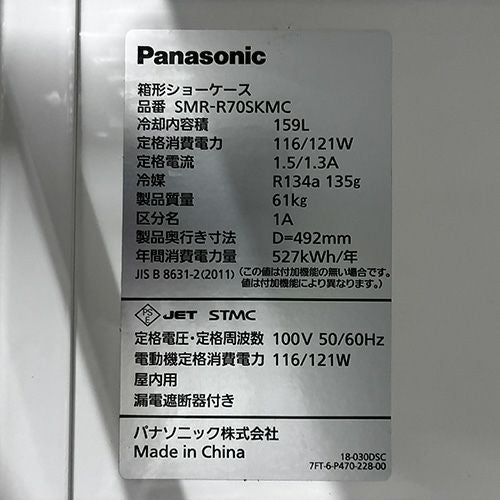 Panasonic
箱形ショーケース
品番 SMR-R70SKMC
冷却内容積 159L
定格消費電力 116/121W
定格電流 1.5/1.3A
冷媒 R134a 135g
製品質量 61kg
区分名 1A
製品奥行き寸法 D=492mm
年間消費電力量 527kWh/年
JIS B 8631-2(2011) (この値は付加機能の無い場合です。
値は付加機能により異なります。)
PS E JET STMC
定格電圧・定格周波数 100V 50/60Hz
電動機定格消費電力 116/121W
屋内用
漏電遮断器付き
パナソニック株式会社
Made in China
18-030DSC
7FT-6-P470-228-00